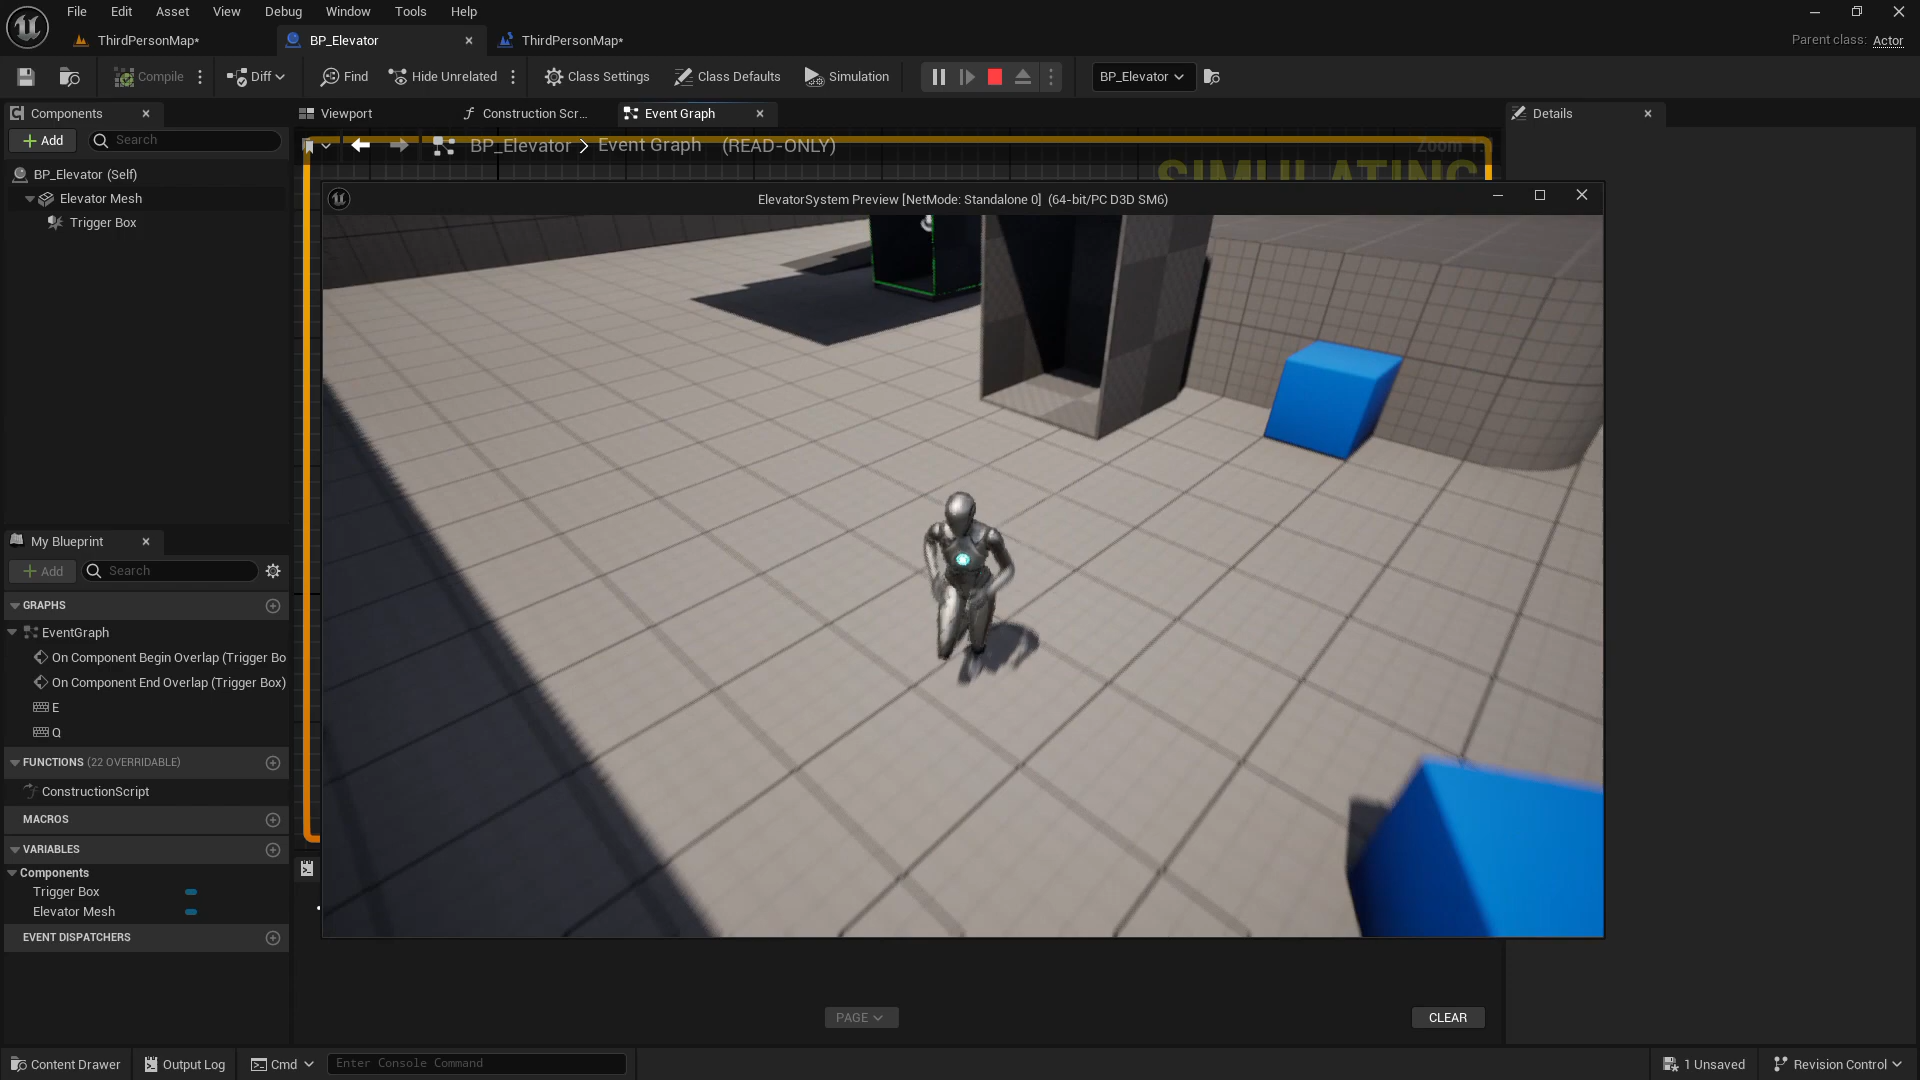 File Edit Asset View Debug Window Tools Help
ThirdPersonMap* BP_Elevator ThirdPersonMap*
Parent class: Actor
Compile Diff Find Hide Unrelated Class Settings Class Defaults Simulation BP_Elevator
Components Viewport Construction Scr... Event Graph Details
Add Search
BP_Elevator > Event Graph (READ-ONLY)
SIMULATING
BP_Elevator (Self)
Elevator Mesh
Trigger Box
ElevatorSystem Preview [NetMode: Standalone 0] (64-bit/PC D3D SM6)
My Blueprint
Add Search
GRAPHS
EventGraph
On Component Begin Overlap (Trigger Bo
On Component End Overlap (Trigger Box)
E
Q
FUNCTIONS (22 OVERRIDABLE)
ConstructionScript
MACROS
VARIABLES
Components
Trigger Box
Elevator Mesh
EVENT DISPATCHERS
PAGE CLEAR
Content Drawer Output Log Cmd Enter Console Command 1 Unsaved Revision Control